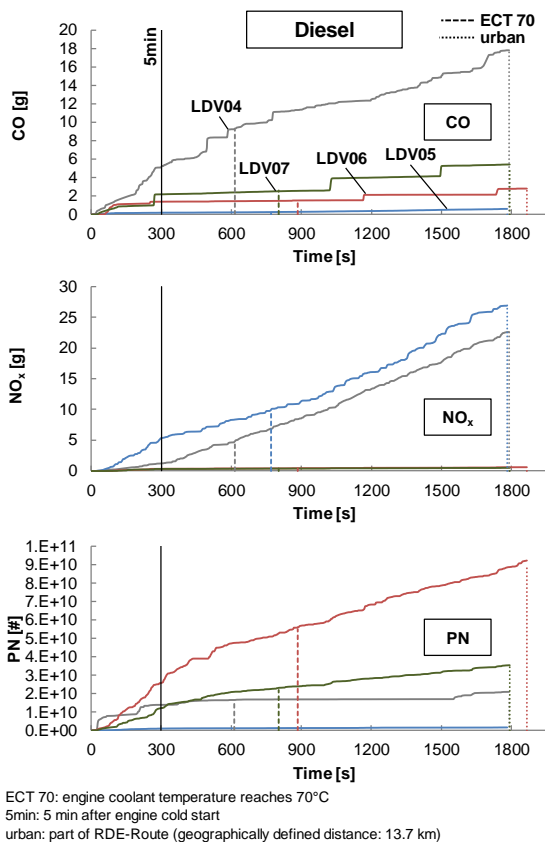 Diesel
ECT 70
urban
5min
CO [g]
20
18
16
14
12
10
8
6
4
2
0
LDV04
CO
LDV07
LDV06
LDV05
0 300 600 900 1200 1500 1800
Time [s]
NOx [g]
30
25
20
15
10
5
0
NOx
0 300 600 900 1200 1500 1800
Time [s]
PN [#]
1.E+11
9.E+10
8.E+10
7.E+10
6.E+10
5.E+10
4.E+10
3.E+10
2.E+10
1.E+10
0.E+00
PN
0 300 600 900 1200 1500 1800
Time [s]
ECT 70: engine coolant temperature reaches 70°C
5min: 5 min after engine cold start
urban: part of RDE-Route (geographically defined distance: 13.7 km)